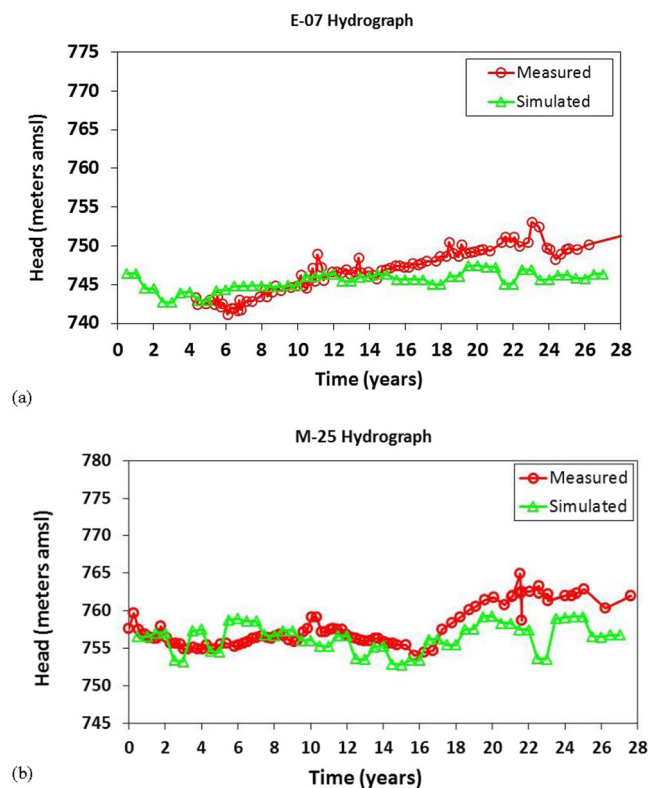 E-07 Hydrograph
775
770
765
760
755
750
745
740
Head (meters amsl)
Measured
Simulated
0 2 4 6 8 10 12 14 16 18 20 22 24 26 28
Time (years)
(a)
M-25 Hydrograph
780
775
770
765
760
755
750
745
Head (meters amsl)
Measured
Simulated
0 2 4 6 8 10 12 14 16 18 20 22 24 26 28
Time (years)
(b)